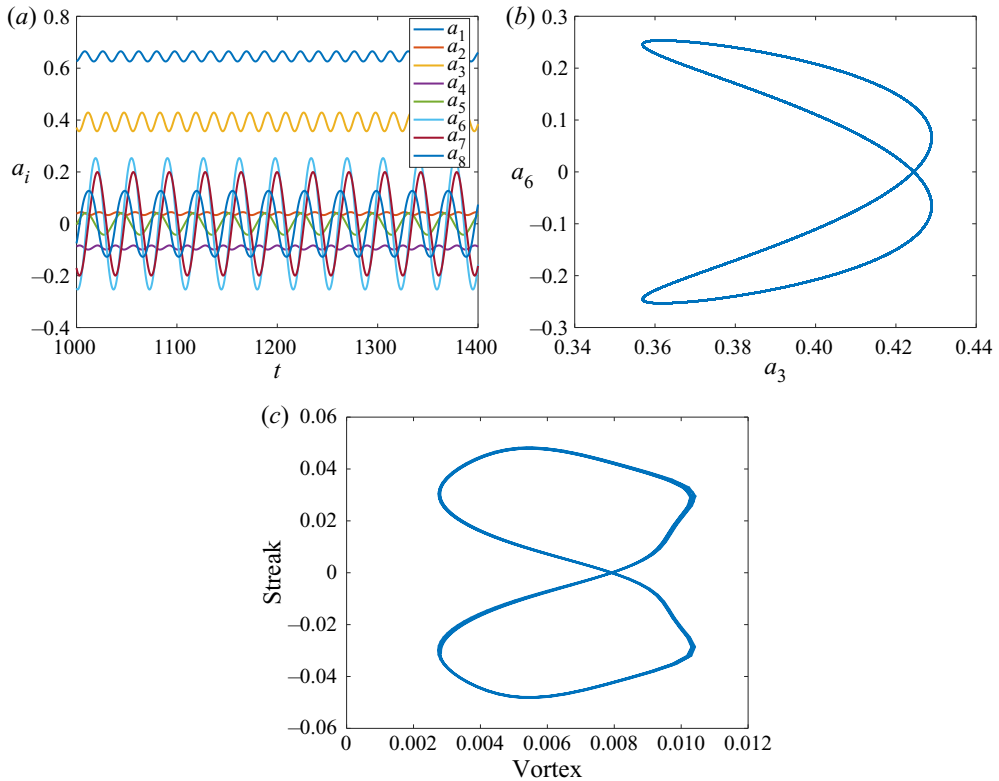 (a)
0.8
0.6
0.4
0.2
0
–0.2
–0.4
a_i
1000 1100 1200 1300 1400
t
a_1
a_2
a_3
a_4
a_5
a_6
a_7
a_8
(b)
0.3
0.2
0.1
0
–0.1
–0.2
–0.3
a_6
0.34 0.36 0.38 0.40 0.42 0.44
a_3
(c)
0.06
0.04
0.02
0
–0.02
–0.04
–0.06
Streak
0 0.002 0.004 0.006 0.008 0.010 0.012
Vortex